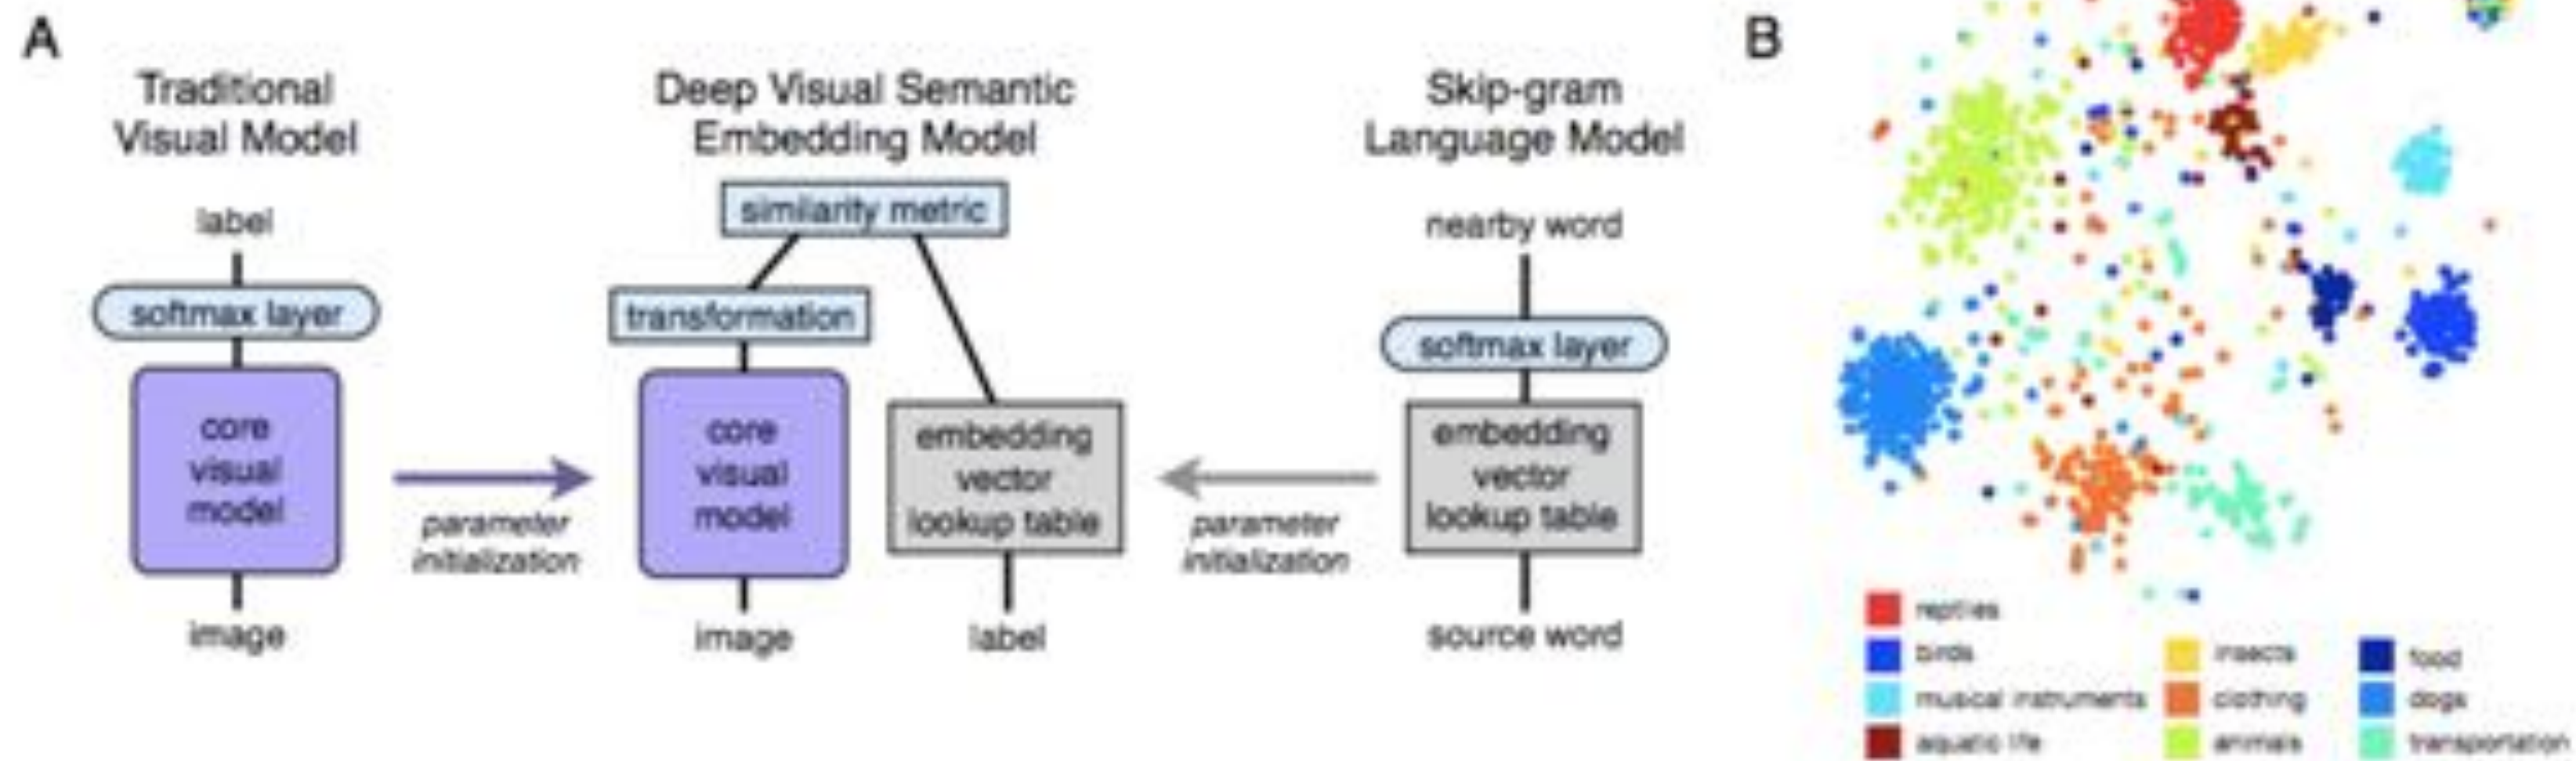 A
Traditional
Visual Model
label
softmax layer
core
visual
model
image
parameter
initialization
Deep Visual Semantic
Embedding Model
similarity metric
transformation
core
visual
model
image
embedding
vector
lookup table
label
parameter
initialization
Skip-gram
Language Model
nearby word
softmax layer
embedding
vector
lookup table
source word
B
reptiles
birds
musical instruments
aquatic life
insects
clothing
animals
food
dogs
transportation